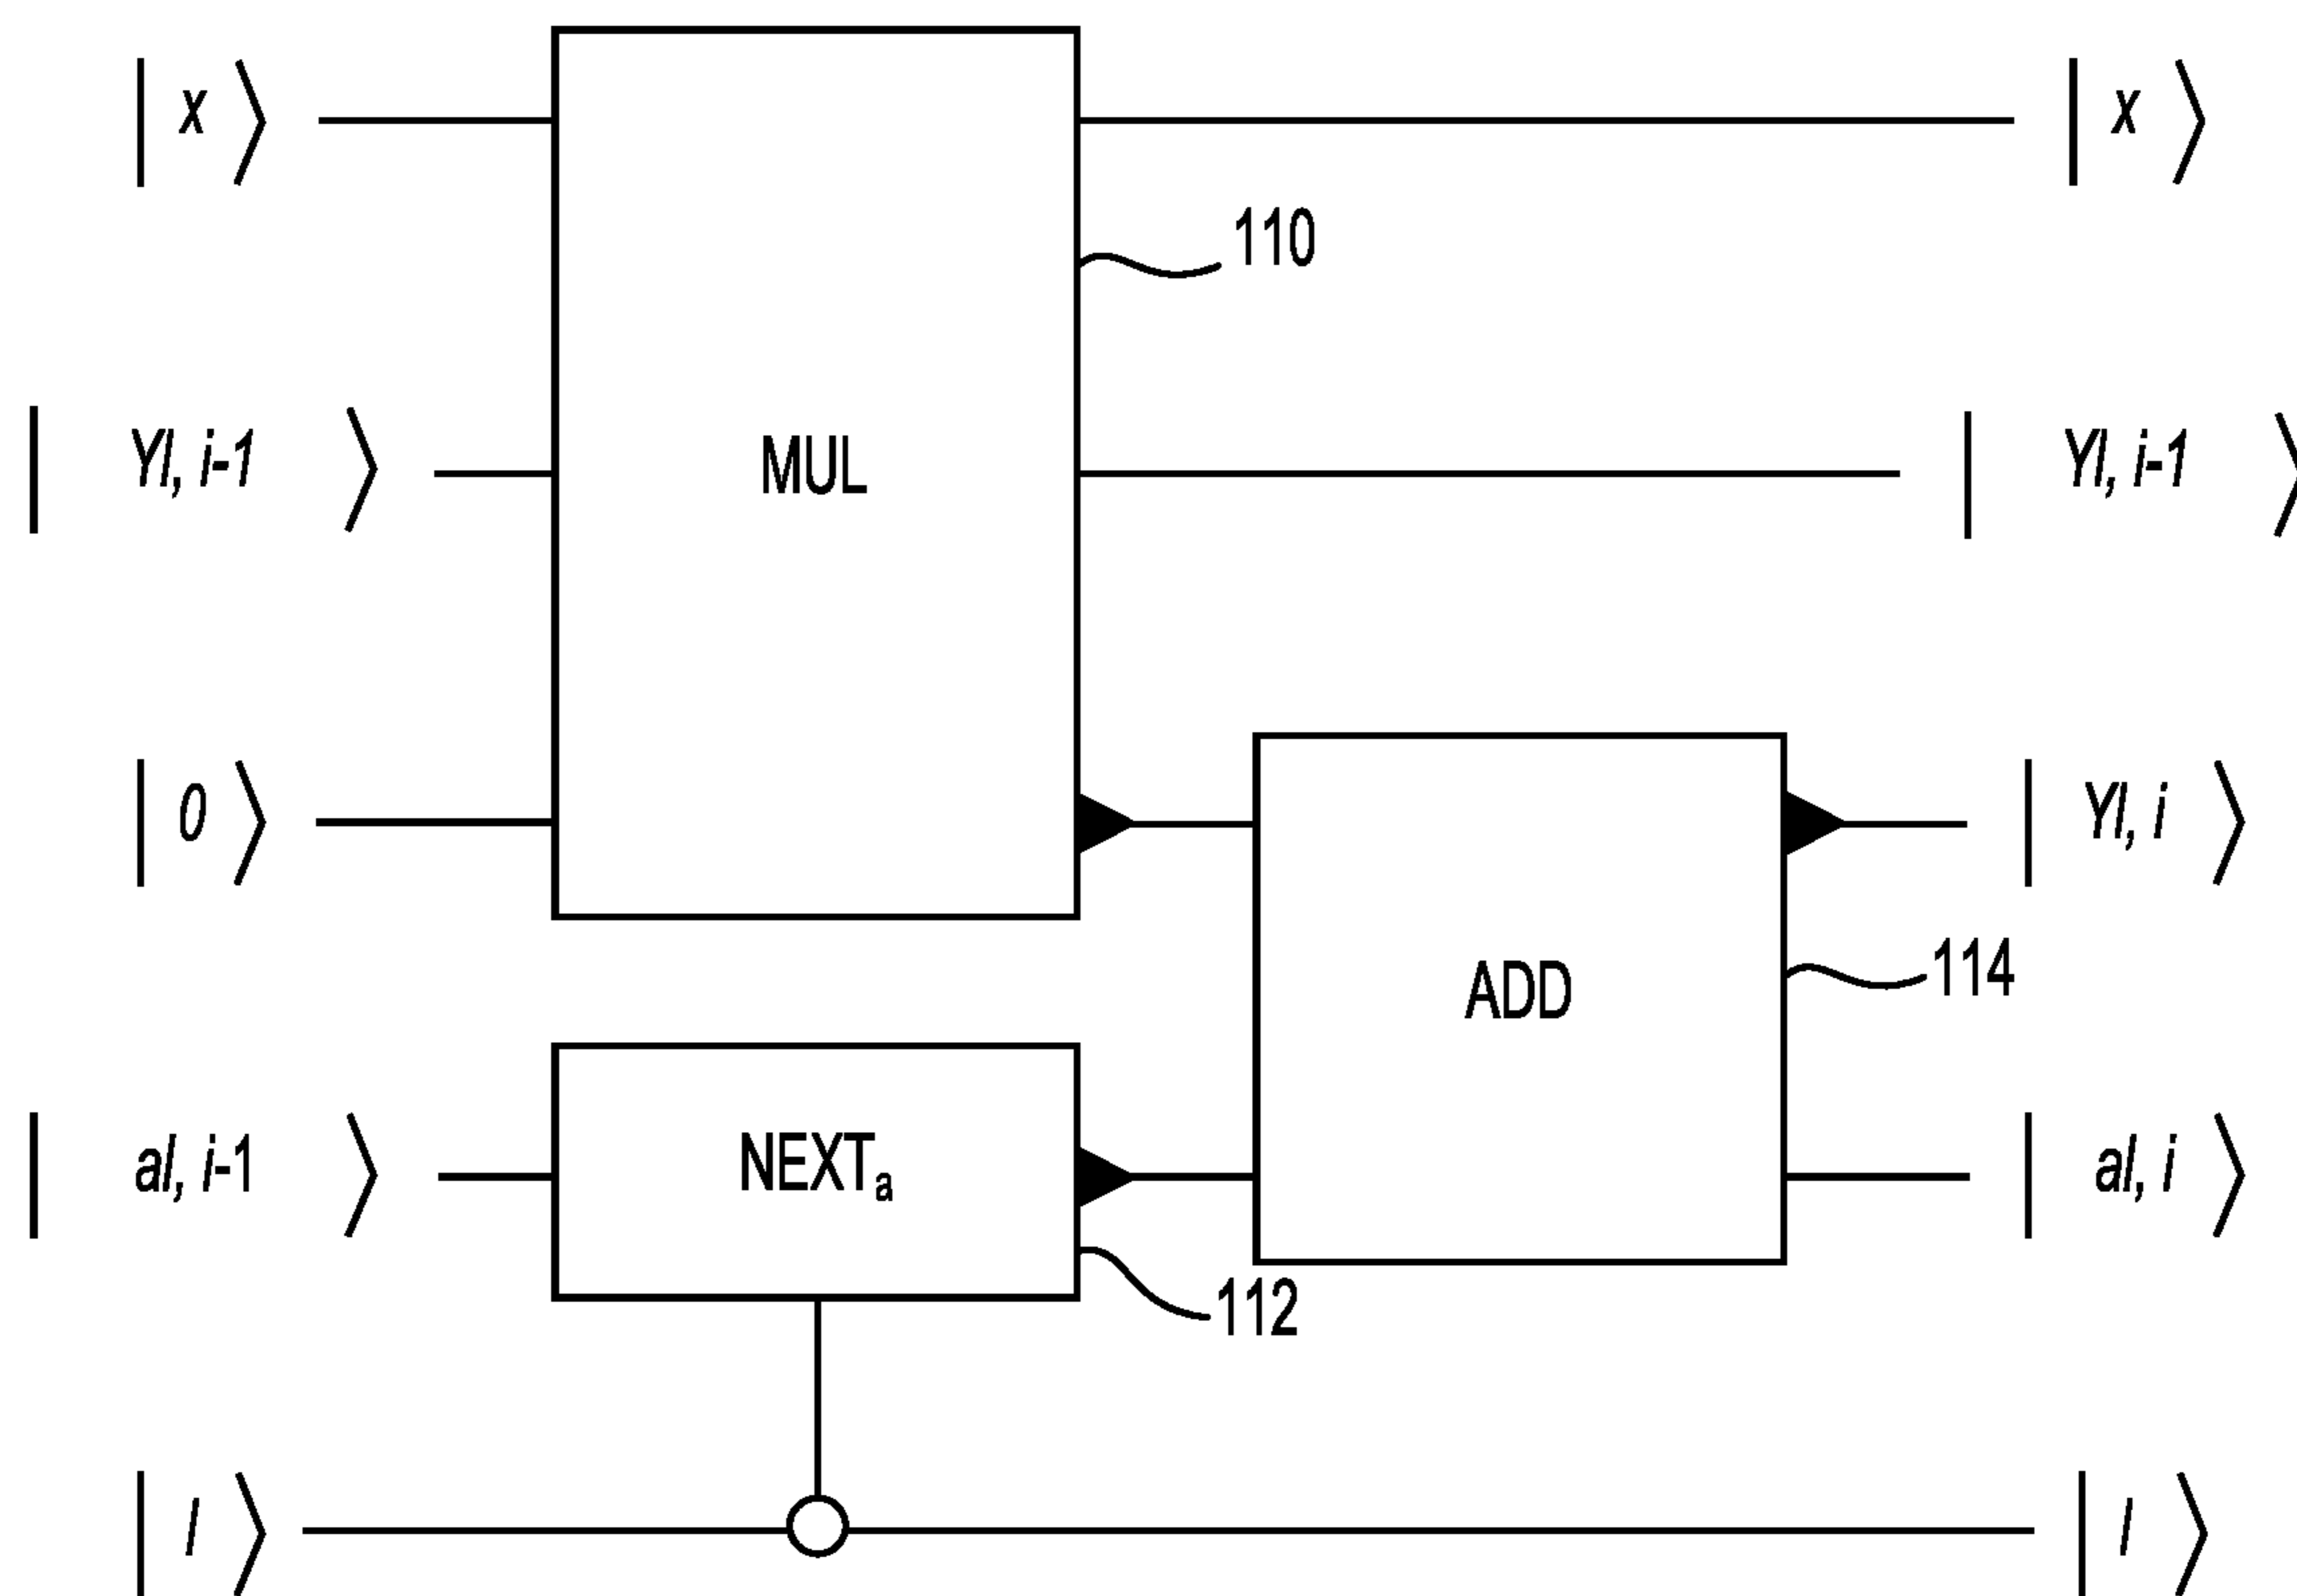 | x ⟩ | x ⟩
110
| Yl, i-1 ⟩ MUL | Yl, i-1 ⟩
| 0 ⟩ | Yl, i ⟩
ADD 114
| al, i-1 ⟩ NEXTa | al, i ⟩
112
| l ⟩ | l ⟩